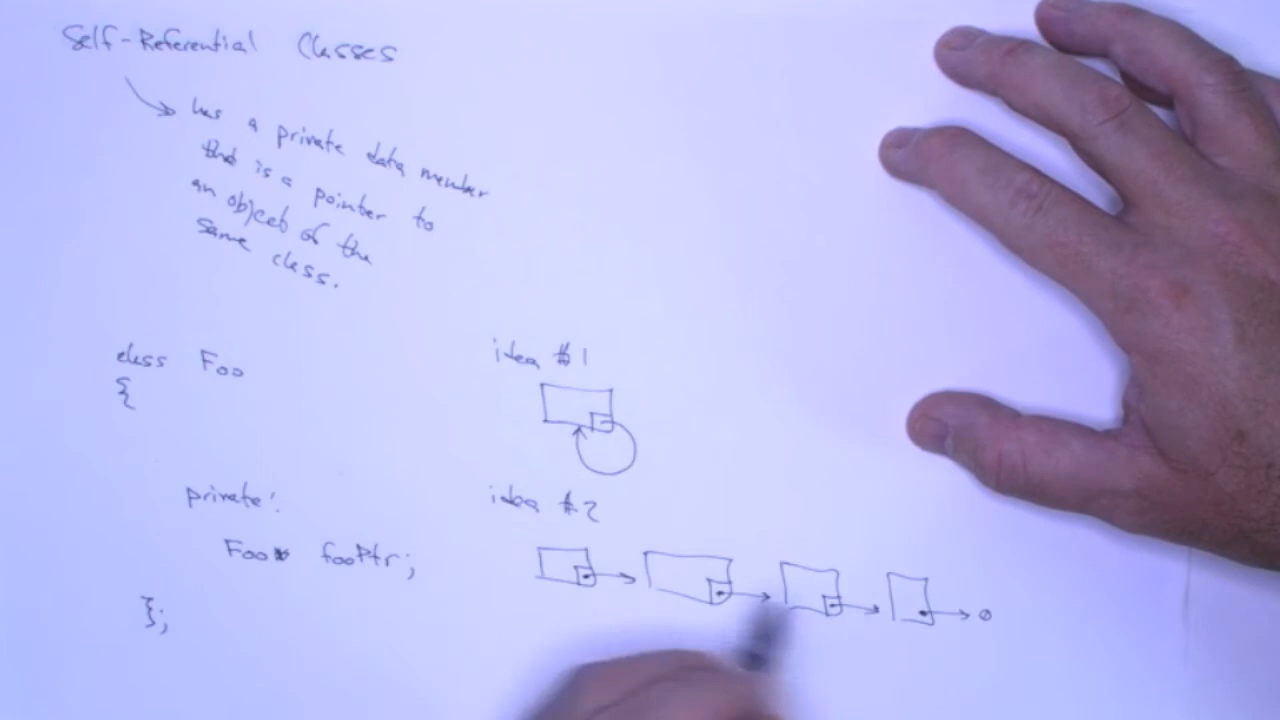 Self-Referential Classes
has a private data member
that is a pointer to
an object of the
same class.
class Foo
{
idea #1
private:
Foo* fooPtr;
};
idea #2
0